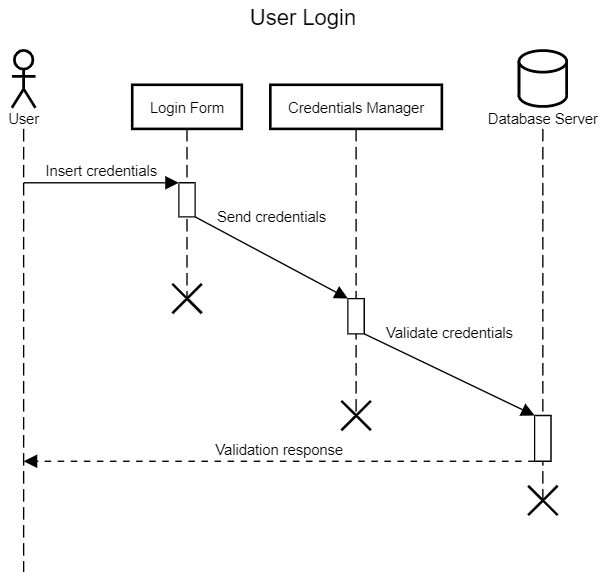 User Login
User
Login Form
Credentials Manager
Database Server
Insert credentials
Send credentials
Validate credentials
Validation response